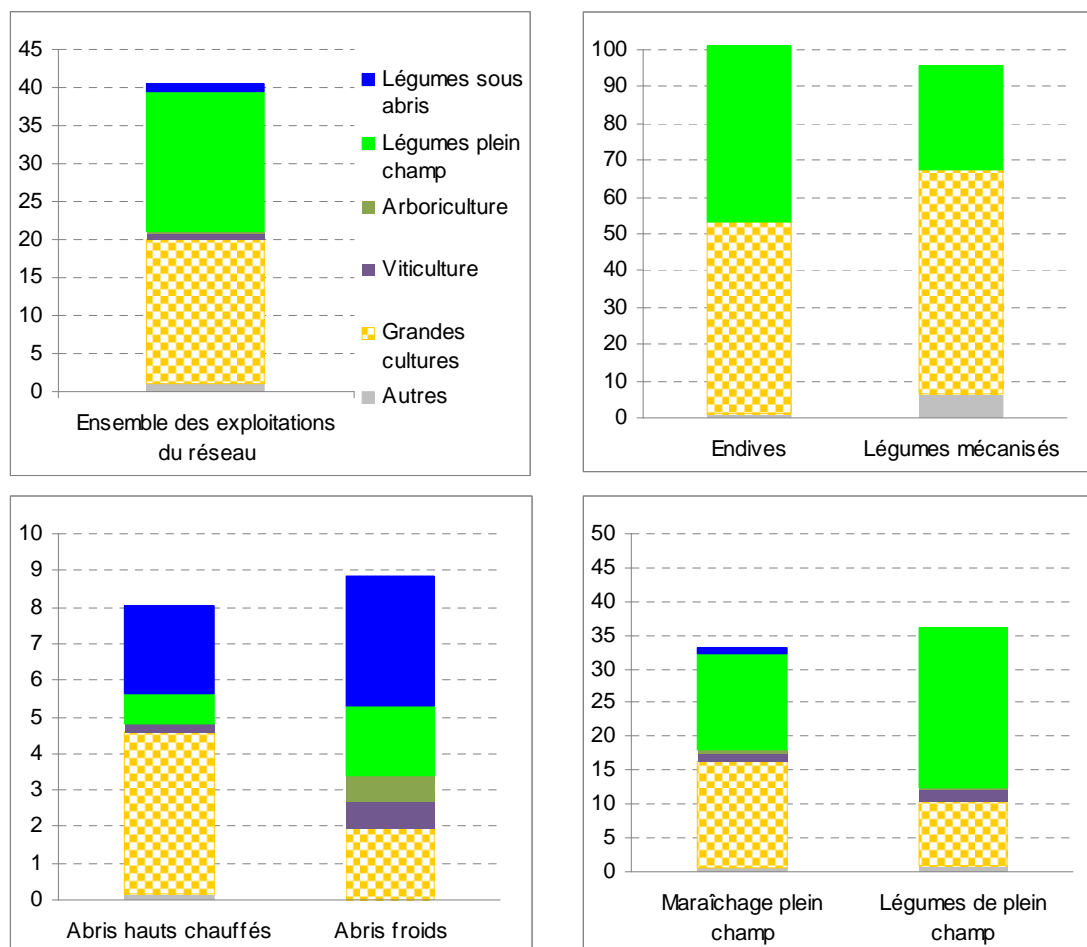 45
40
35
30
25
20
15
10
5
0
Ensemble des exploitations
du réseau
Légumes sous
abris
Légumes plein
champ
Arboriculture
Viticulture
Grandes
cultures
Autres
100
90
80
70
60
50
40
30
20
10
0
Endives
Légumes mécanisés
10
9
8
7
6
5
4
3
2
1
0
Abris hauts chauffés
Abris froids
50
45
40
35
30
25
20
15
10
5
0
Maraîchage plein
champ
Légumes de plein
champ